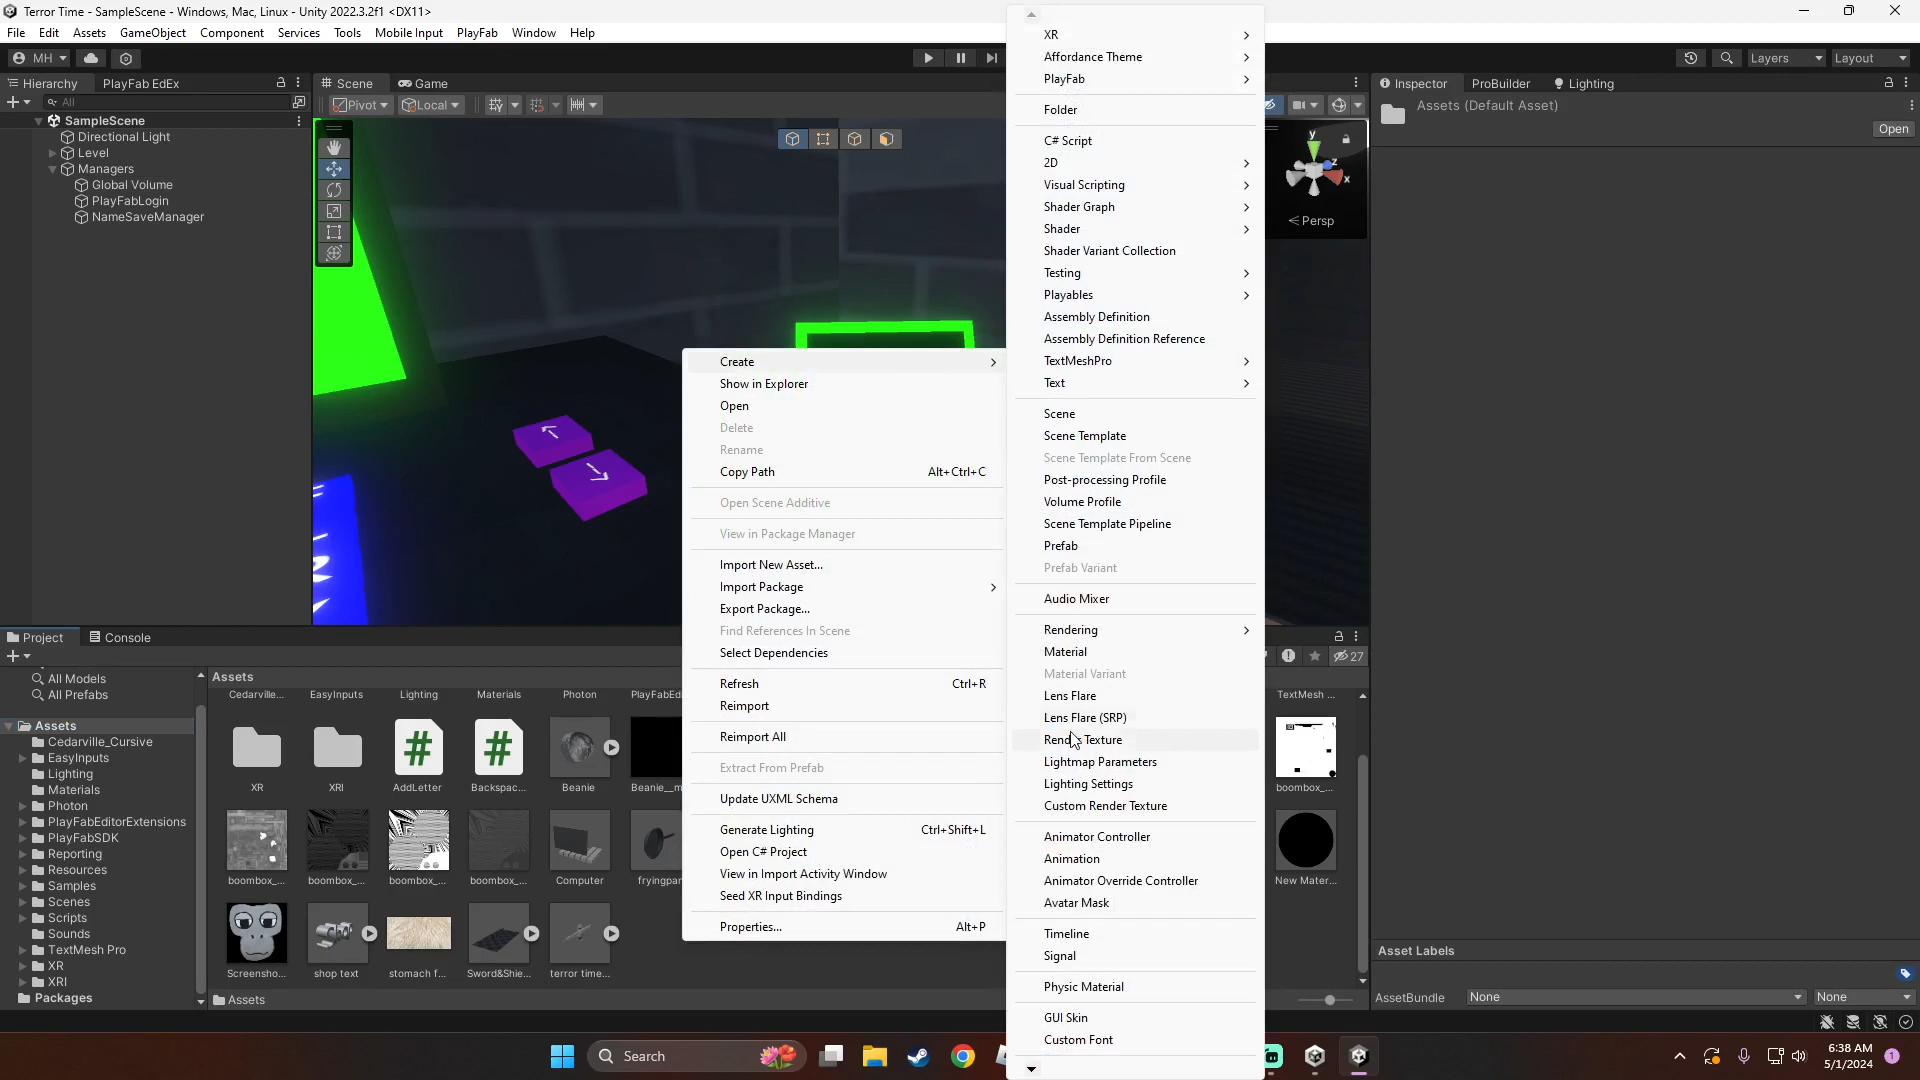 Terror Time - SampleScene - Windows, Mac, Linux - Unity 2022.3.2f1 <DX11>
File Edit Assets GameObject Component Services Tools Mobile Input PlayFab Window Help
MH
Layers Layout
Hierarchy PlayFab EdEx
All
SampleScene
Directional Light
Level
Managers
Global Volume
PlayFabLogin
NameSaveManager
Scene Game
Pivot Local
y
z
x
Persp
Create
Show in Explorer
Open
Delete
Rename
Copy Path Alt+Ctrl+C
Open Scene Additive
View in Package Manager
Import New Asset...
Import Package
Export Package...
Find References In Scene
Select Dependencies
Refresh Ctrl+R
Reimport
Reimport All
Extract From Prefab
Update UXML Schema
Generate Lighting Ctrl+Shift+L
Open C# Project
View in Import Activity Window
Seed XR Input Bindings
Properties... Alt+P
XR
Affordance Theme
PlayFab
Folder
C# Script
2D
Visual Scripting
Shader Graph
Shader
Shader Variant Collection
Testing
Playables
Assembly Definition
Assembly Definition Reference
TextMeshPro
Text
Scene
Scene Template
Scene Template From Scene
Post-processing Profile
Volume Profile
Scene Template Pipeline
Prefab
Prefab Variant
Audio Mixer
Rendering
Material
Material Variant
Lens Flare
Lens Flare (SRP)
Render Texture
Lightmap Parameters
Lighting Settings
Custom Render Texture
Animator Controller
Animation
Animator Override Controller
Avatar Mask
Timeline
Signal
Physic Material
GUI Skin
Custom Font
Inspector ProBuilder Lighting
Assets (Default Asset)
Open
Asset Labels
AssetBundle None None
Project Console
27
All Models
All Prefabs
Assets
Cedarville_Cursive
EasyInputs
Lighting
Materials
Photon
PlayFabEditorExtensions
PlayFabSDK
Reporting
Resources
Samples
Scenes
Scripts
Sounds
TextMesh Pro
XR
XRI
Packages
Assets
Cedarville... EasyInputs Lighting Materials Photon PlayFabEd TextMesh ...
XR XRI AddLetter Backspac... Beanie Beanie__m boombox_...
boombox_... boombox_... boombox_... boombox_... Computer fryingpan New Mater...
Screensho... shop text stomach f... Sword&Shie... terror time...
Assets
Search
6:38 AM
5/1/2024
1